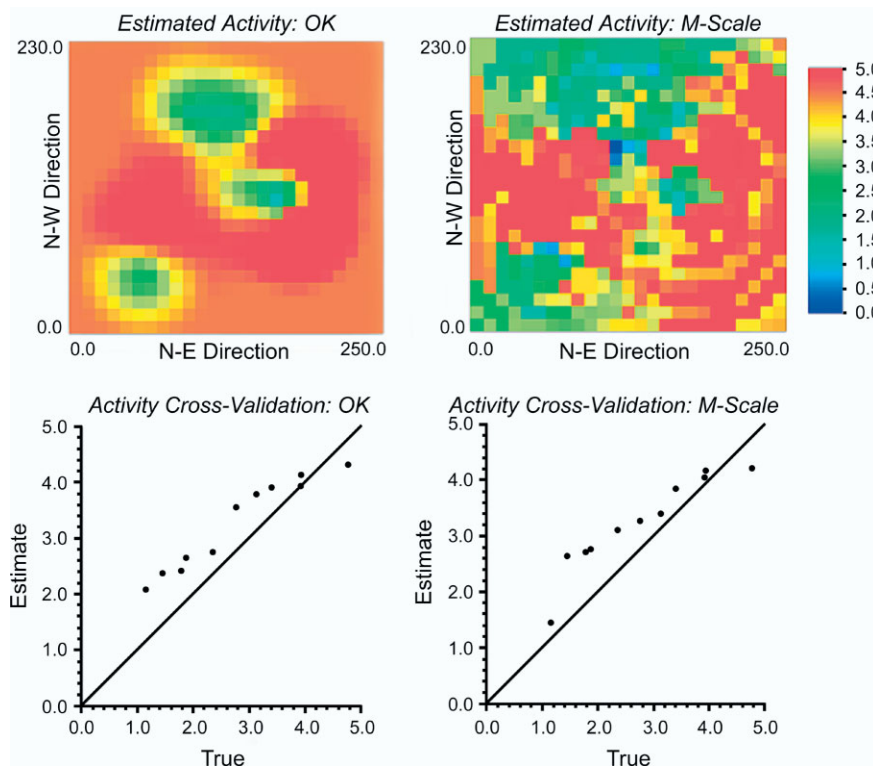 Estimated Activity: OK
Estimated Activity: M-Scale
230.0
N-W Direction
0.0
0.0
N-E Direction
250.0
230.0
N-W Direction
0.0
0.0
N-E Direction
250.0
5.0
4.5
4.0
3.5
3.0
2.5
2.0
1.5
1.0
0.5
0.0
Activity Cross-Validation: OK
5.0
4.0
3.0
2.0
1.0
0.0
Estimate
0.0 1.0 2.0 3.0 4.0 5.0
True
Activity Cross-Validation: M-Scale
5.0
4.0
3.0
2.0
1.0
0.0
Estimate
0.0 1.0 2.0 3.0 4.0 5.0
True